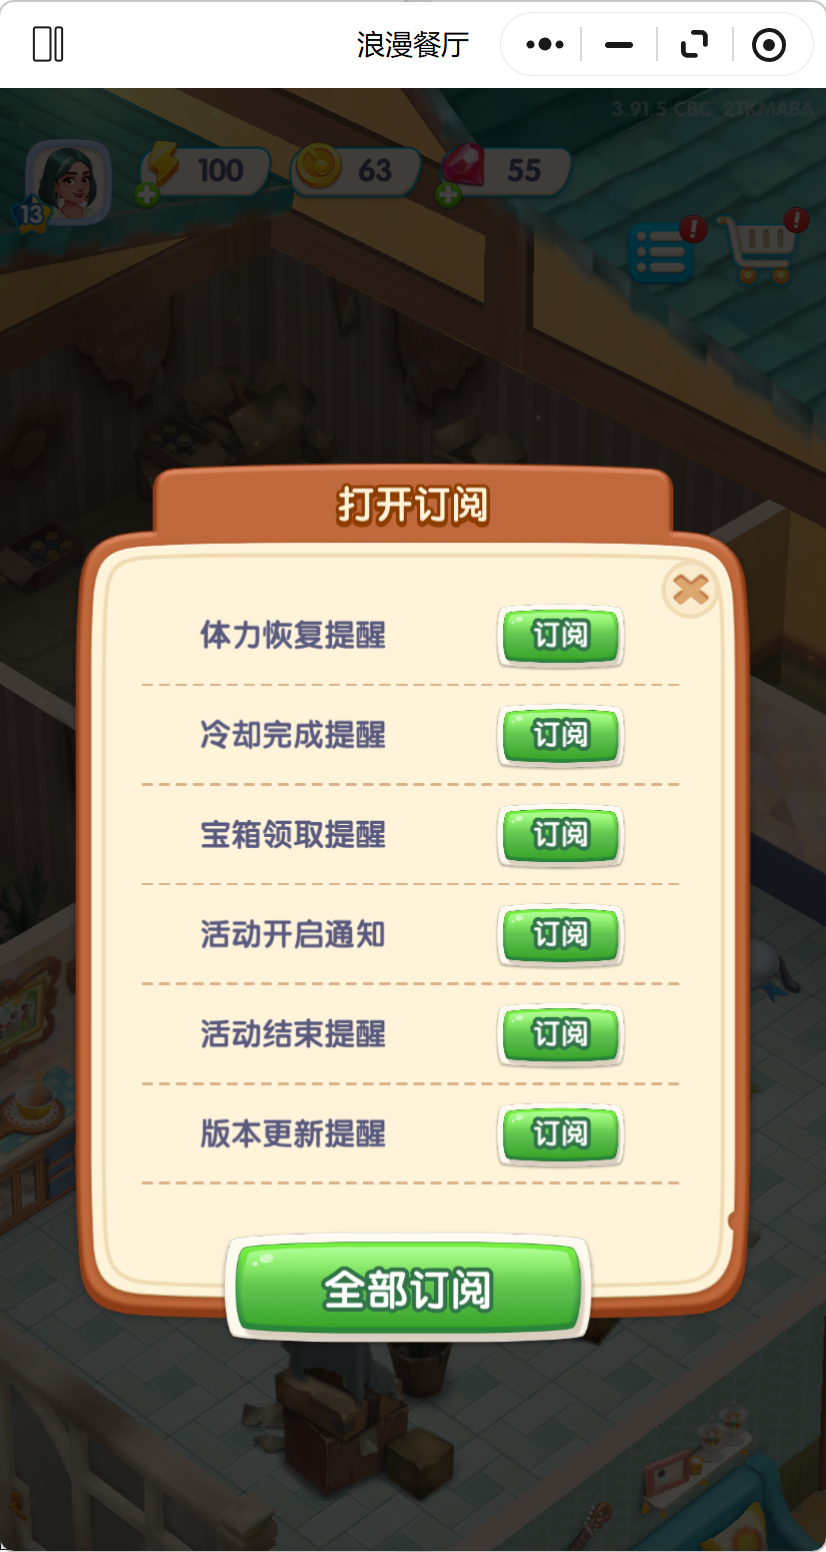 浪漫餐厅
3.91.5 CBC_2TKMABA
100
63
55
13
打开订阅
体力恢复提醒 订阅
冷却完成提醒 订阅
宝箱领取提醒 订阅
活动开启通知 订阅
活动结束提醒 订阅
版本更新提醒 订阅
全部订阅